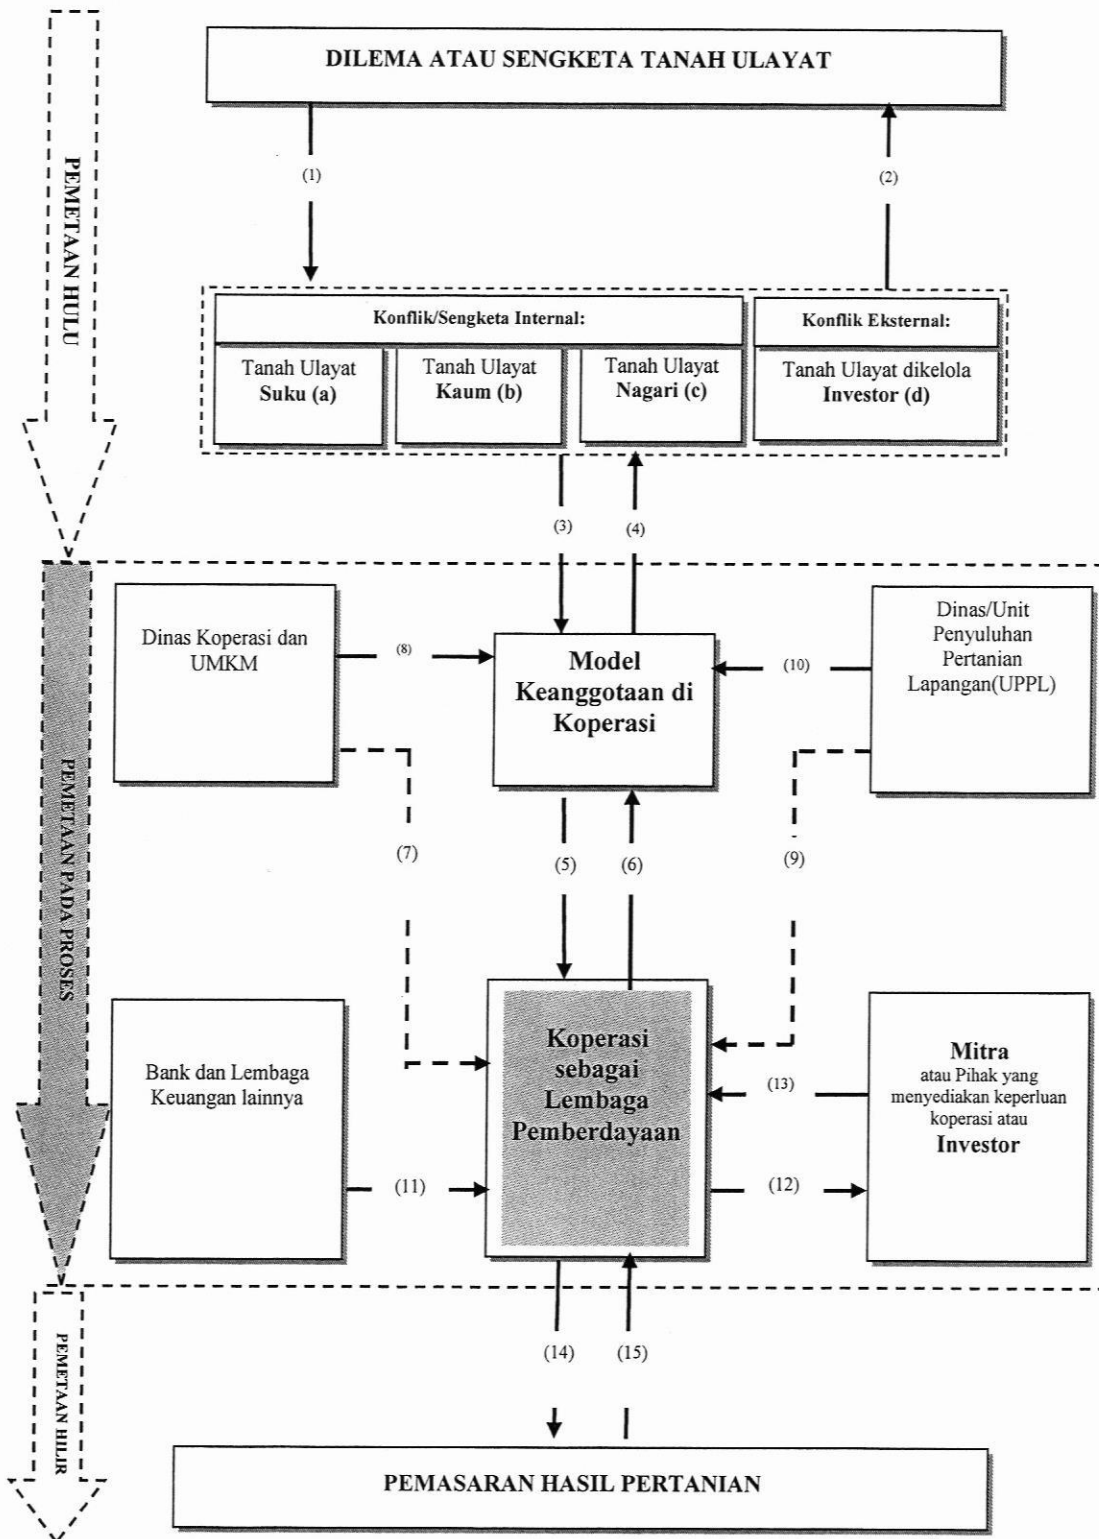 DILEMA ATAU SENGKETA TANAH ULAYAT
PEMETAAN HULU
(1)
(2)
Konflik/Sengketa Internal:
Konflik Eksternal:
Tanah Ulayat
Suku (a)
Tanah Ulayat
Kaum (b)
Tanah Ulayat
Nagari (c)
Tanah Ulayat dikelola
Investor (d)
(3)
(4)
PEMETAAN PADA PROSES
Dinas Koperasi dan
UMKM
(8)
Model
Keanggotaan di
Koperasi
(10)
Dinas/Unit
Penyuluhan
Pertanian
Lapangan(UPPL)
(7)
(5)
(6)
(9)
Bank dan Lembaga
Keuangan lainnya
(11)
Koperasi
sebagai
Lembaga
Pemberdayaan
(13)
(12)
Mitra
atau Pihak yang
menyediakan keperluan
koperasi atau
Investor
PEMETAAN HILIR
(14)
(15)
PEMASARAN HASIL PERTANIAN